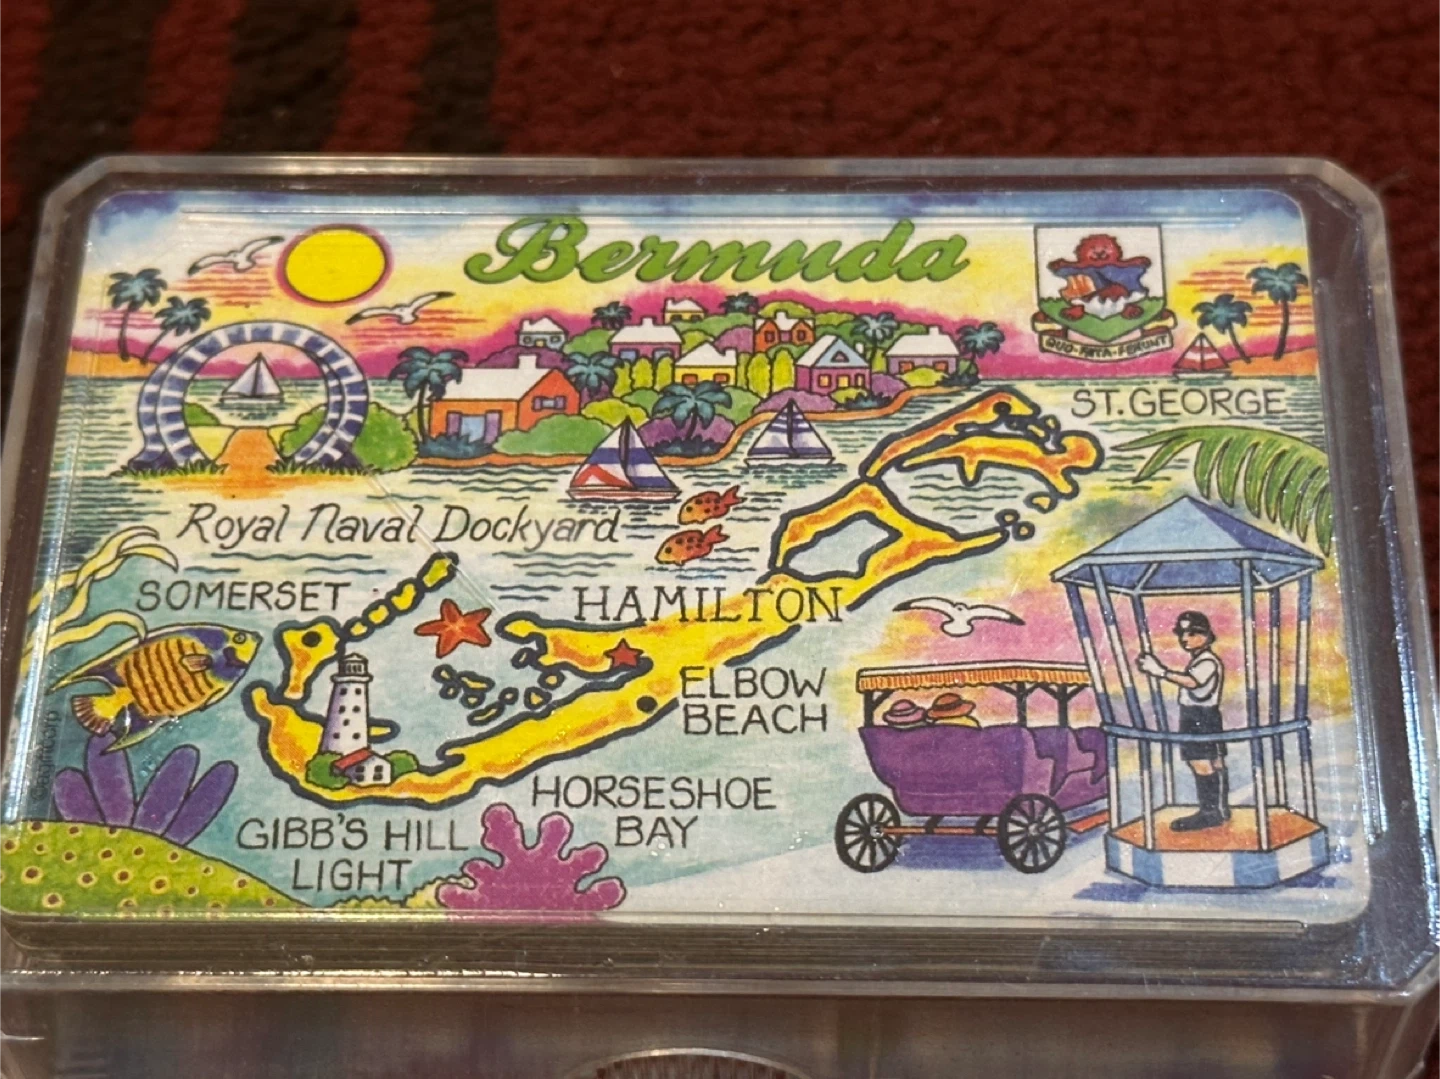 Bermuda
QUO FATA FERUNT
ST. GEORGE
Royal Naval Dockyard
SOMERSET
HAMILTON
ELBOW
BEACH
HORSESHOE
BAY
GIBB'S HILL
LIGHT